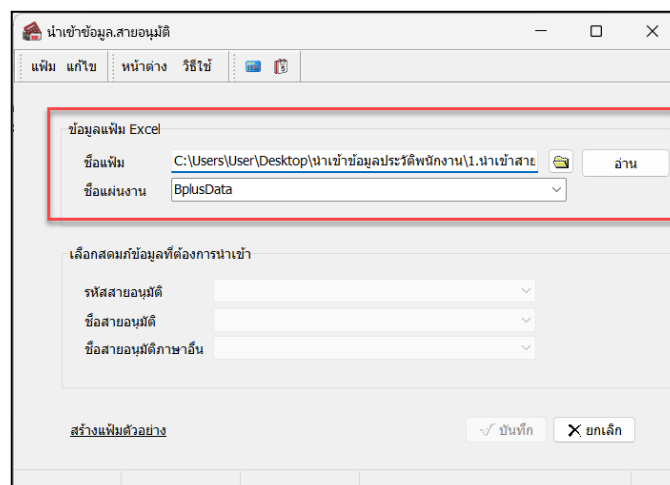 นำเข้าข้อมูล.สายอนุมัติ
แฟ้ม แก้ไข หน้าต่าง วิธีใช้
ข้อมูลแฟ้ม Excel
ชื่อแฟ้ม C:\Users\User\Desktop\นำเข้าข้อมูลประวัติพนักงาน\1.นำเข้าสาย อ่าน
ชื่อแผ่นงาน BplusData
เลือกสดมภ์ข้อมูลที่ต้องการนำเข้า
รหัสสายอนุมัติ
ชื่อสายอนุมัติ
ชื่อสายอนุมัติภาษาอื่น
สร้างแฟ้มตัวอย่าง บันทึก ยกเลิก